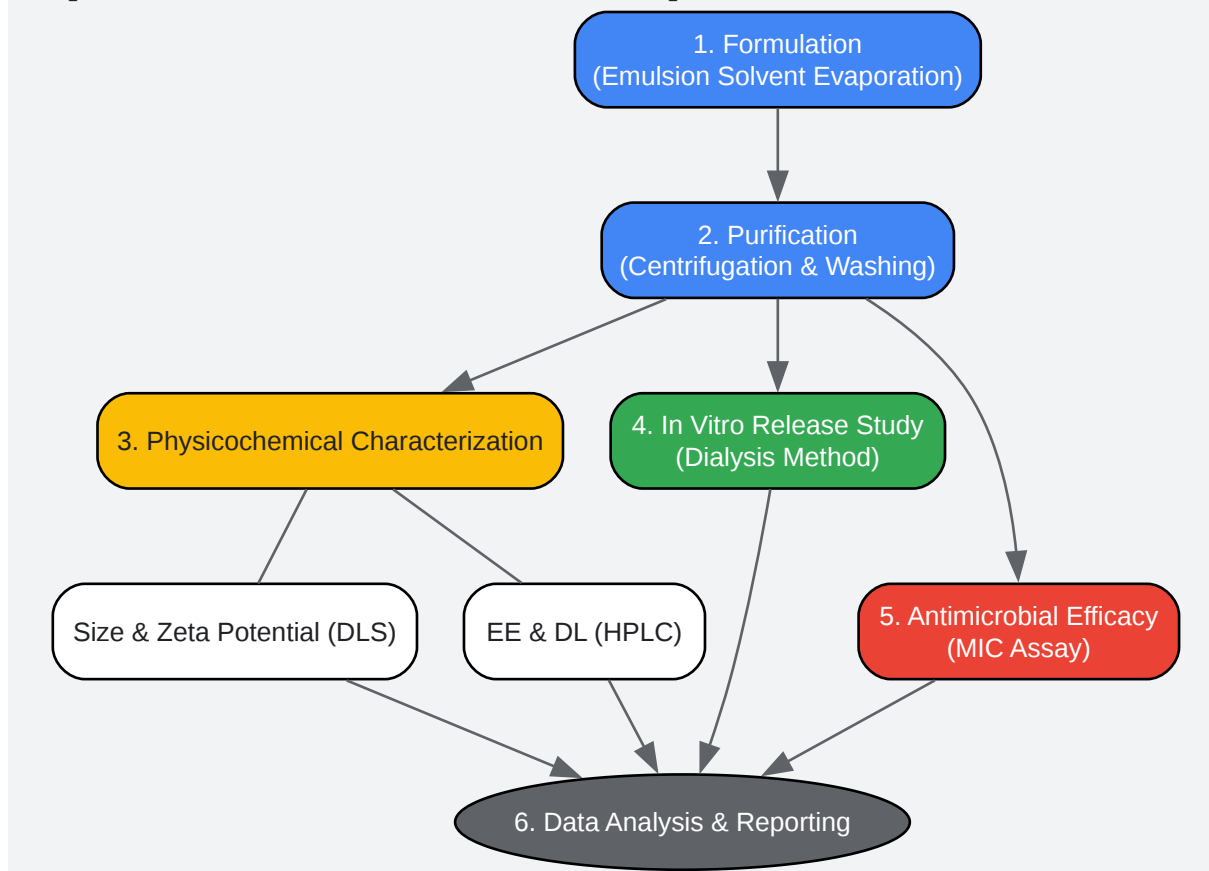 1. Formulation
(Emulsion Solvent Evaporation)
2. Purification
(Centrifugation & Washing)
3. Physicochemical Characterization
4. In Vitro Release Study
(Dialysis Method)
Size & Zeta Potential (DLS)
EE & DL (HPLC)
5. Antimicrobial Efficacy
(MIC Assay)
6. Data Analysis & Reporting